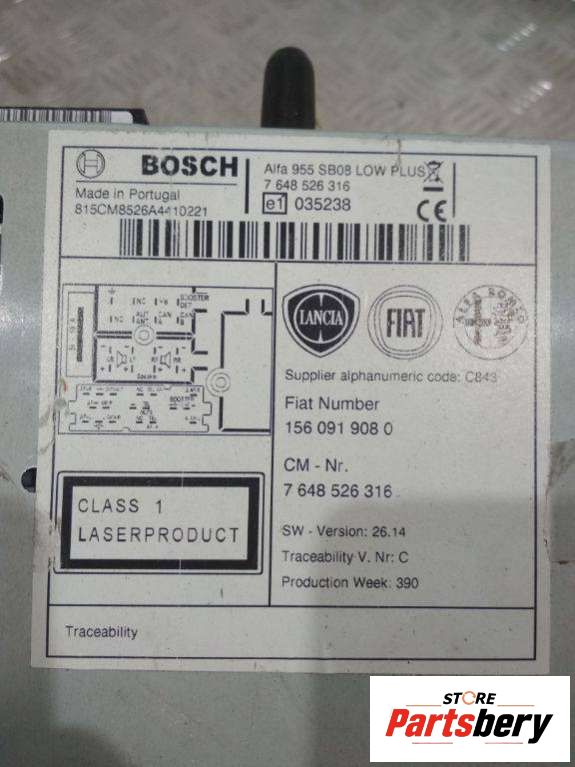 BOSCH
Alfa 955 SB08 LOW PLUS
Made in Portugal
7 648 526 316
815CM8526A4410221
e1 035238
CE
LANCIA
FIAT
ALFA ROMEO
Supplier alphanumeric code: C843
Fiat Number
156 091 908 0
CM - Nr.
7 648 526 316
CLASS 1
LASERPRODUCT
SW - Version: 26.14
Traceability V. Nr: C
Production Week: 390
Traceability
STORE
Partsbery